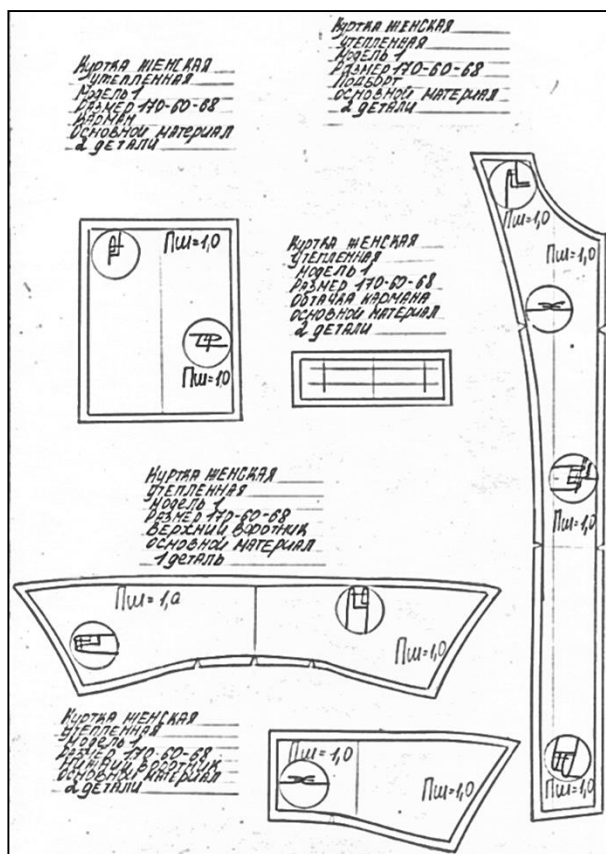 Куртка женская
утепленная
Модель 1
Размер 170-60-68
Карман
Основной материал
2 детали
Куртка женская
утепленная
Модель 1
Размер 170-60-68
Подборт
Основной материал
2 детали
Пш=1,0
Пш=1,0
Куртка женская
утепленная
Модель 1
Размер 170-60-68
Обтачка кармана
Основной материал
2 детали
Пш=1,0
Пш=1,0
Пш=1,0
Пш=1,0
Куртка женская
утепленная
Модель 1
Размер 170-60-68
Верхний воротник
Основной материал
1 деталь
Пш=1,0
Пш=1,0
Куртка женская
утепленная
Модель 1
Размер 170-60-68
Нижний воротник
Основной материал
2 детали
Пш=1,0
Пш=1,0